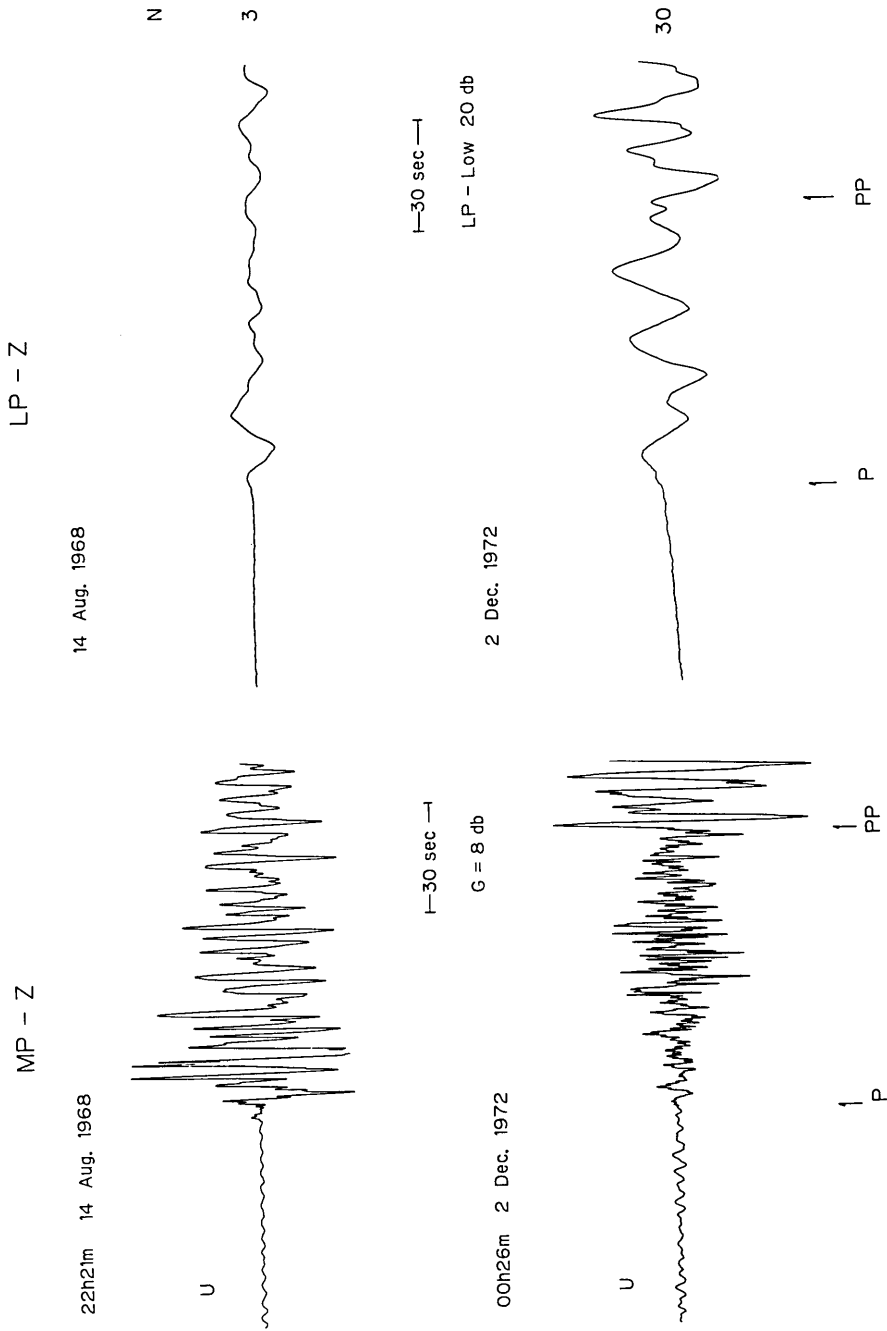 MP - Z
22h21m 14 Aug. 1968
U
30 sec
G = 8 db
00h26m 2 Dec. 1972
U
P
PP
LP - Z
14 Aug. 1968
N
3
30 sec
LP - Low 20 db
2 Dec. 1972
30
P
PP